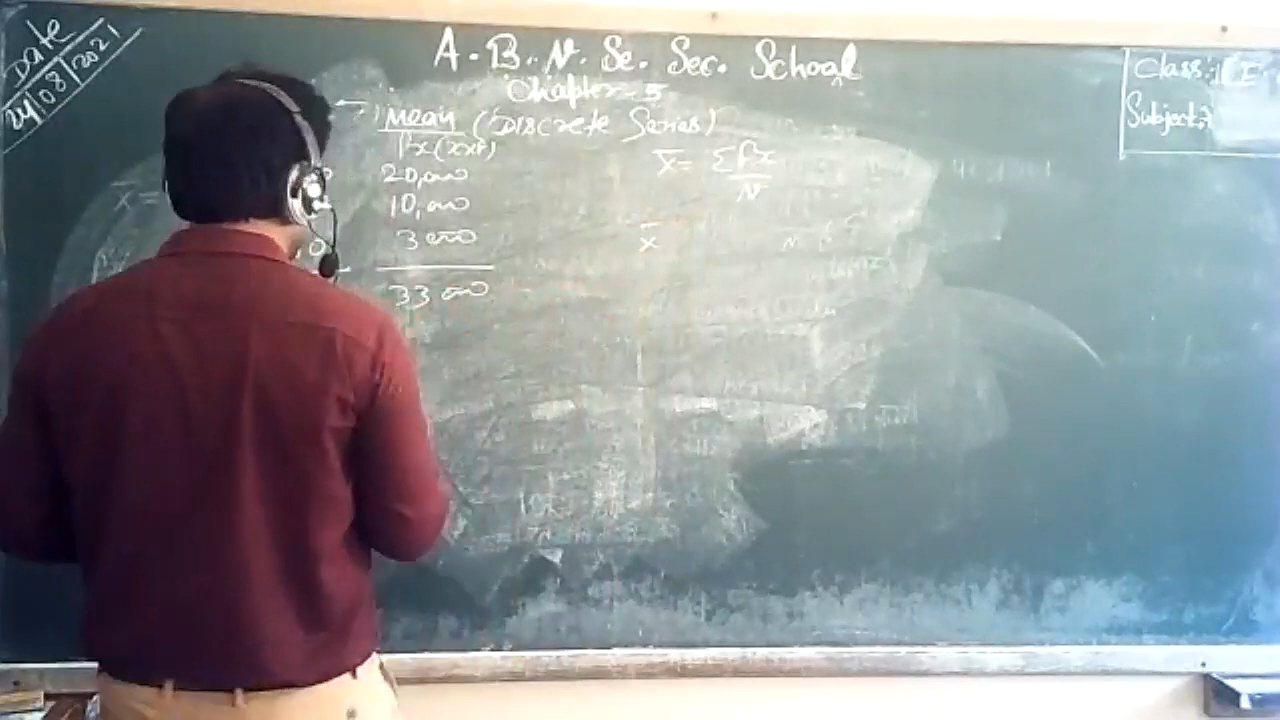 Date
24/08/2021
A. B. N. Se. Sec. School
Chapter-5
Class:
Subject:
Mean (Discrete Series)
fx(x×f)
20,000
10,000
3000
33000
x̄ = Σfx
N
x̄
x̄ =